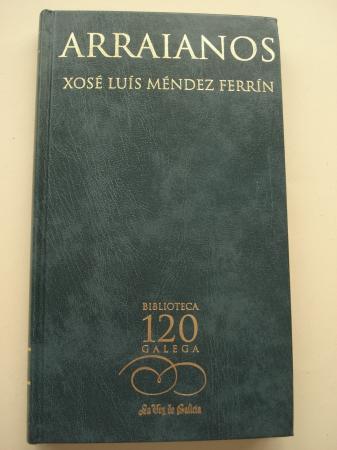 ARRAIANOS
XOSÉ LUÍS MÉNDEZ FERRÍN
BIBLIOTECA
120
GALEGA
La Voz de Galicia